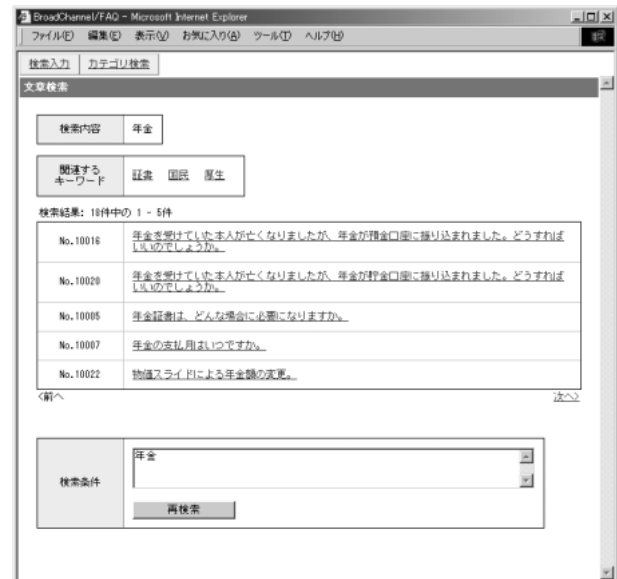 BroadChannel/FAQ - Microsoft Internet Explorer
ファイル(F) 編集(E) 表示(V) お気に入り(A) ツール(T) ヘルプ(H)
検索入力 カテゴリ検索
文章検索
検索内容 年金
関連する
キーワード
証書 国民 厚生
検索結果: 18件中の 1 - 5件
No.10016 年金を受けていた本人が亡くなりましたが、年金が預金口座に振り込まれました。どうすれば
いいのでしょうか。
No.10020 年金を受けていた本人が亡くなりましたが、年金が貯金口座に振り込まれました。どうすれば
いいのでしょうか。
No.10005 年金証書は、どんな場合に必要になりますか。
No.10007 年金の支払月はいつですか。
No.10022 物価スライドによる年金額の変更。
<前へ 次へ>
年金
検索条件
再検索